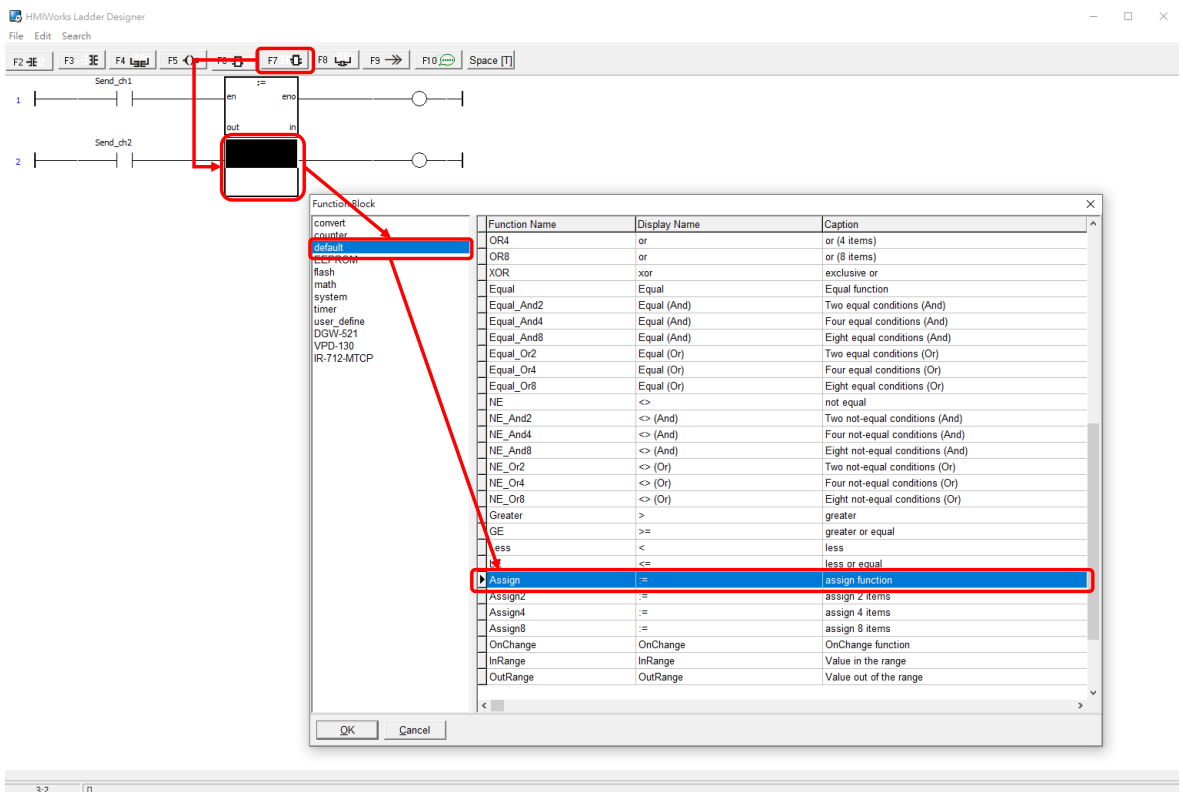 HMIWorks Ladder Designer
File Edit Search
F2 F3 F4 F5 F6 F7 F8 F9 F10 Space [T]
Send_ch1
:=
1 en eno
out in
Send_ch2
2
Function Block
convert
counter
default
EEPROM
flash
math
system
timer
user_define
DGW-521
VPD-130
IR-712-MTCP
Function Name Display Name Caption
OR4 or or (4 items)
OR8 or or (8 items)
XOR xor exclusive or
Equal Equal Equal function
Equal_And2 Equal (And) Two equal conditions (And)
Equal_And4 Equal (And) Four equal conditions (And)
Equal_And8 Equal (And) Eight equal conditions (And)
Equal_Or2 Equal (Or) Two equal conditions (Or)
Equal_Or4 Equal (Or) Four equal conditions (Or)
Equal_Or8 Equal (Or) Eight equal conditions (Or)
NE <> not equal
NE_And2 <> (And) Two not-equal conditions (And)
NE_And4 <> (And) Four not-equal conditions (And)
NE_And8 <> (And) Eight not-equal conditions (And)
NE_Or2 <> (Or) Two not-equal conditions (Or)
NE_Or4 <> (Or) Four not-equal conditions (Or)
NE_Or8 <> (Or) Eight not-equal conditions (Or)
Greater > greater
GE >= greater or equal
Less < less
<= less or equal
Assign := assign function
Assign2 := assign 2 items
Assign4 := assign 4 items
Assign8 := assign 8 items
OnChange OnChange OnChange function
InRange InRange Value in the range
OutRange OutRange Value out of the range
OK Cancel
3:2 []